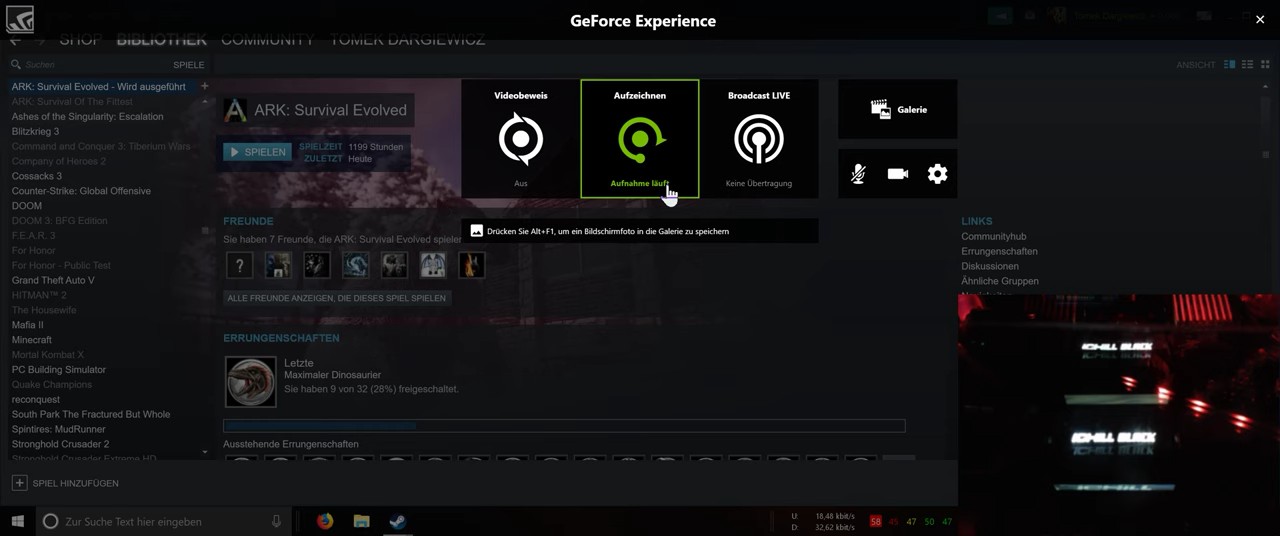 GeForce Experience
SHOP BIBLIOTHEK COMMUNITY TOMEK DARGIEWICZ
Suchen SPIELE ANSICHT
ARK: Survival Evolved - Wird ausgeführt
ARK: Survival Of The Fittest
Ashes of the Singularity: Escalation
Blitzkrieg 3
Command and Conquer 3: Tiberium Wars
Company of Heroes 2
Cossacks 3
Counter-Strike: Global Offensive
DOOM
DOOM 3: BFG Edition
F.E.A.R. 3
For Honor
For Honor - Public Test
Grand Theft Auto V
HITMAN™ 2
The Housewife
Mafia II
Minecraft
Mortal Kombat X
PC Building Simulator
Quake Champions
reconquest
South Park The Fractured But Whole
Spintires: MudRunner
Stronghold Crusader 2
Stronghold Crusader Extreme HD
SPIEL HINZUFÜGEN
ARK: Survival Evolved
SPIELEN
SPIELZEIT 1199 Stunden
ZULETZT Heute
Videobeweis
Aus
Aufzeichnen
Aufnahme läuft
Broadcast LIVE
Keine Übertragung
Galerie
Drücken Sie Alt+F1, um ein Bildschirmfoto in die Galerie zu speichern
FREUNDE
Sie haben 7 Freunde, die ARK: Survival Evolved spielen
ALLE FREUNDE ANZEIGEN, DIE DIESES SPIEL SPIELEN
ERRUNGENSCHAFTEN
Letzte
Maximaler Dinosaurier
Sie haben 9 von 32 (28%) freigeschaltet.
Ausstehende Errungenschaften
LINKS
Communityhub
Errungenschaften
Diskussionen
Ähnliche Gruppen
ICHILL BLACK
ICHILL BLACK
ICHILL
Zur Suche Text hier eingeben
U: 18,48 kbit/s
D: 32,62 kbit/s
58 45 47 50 47